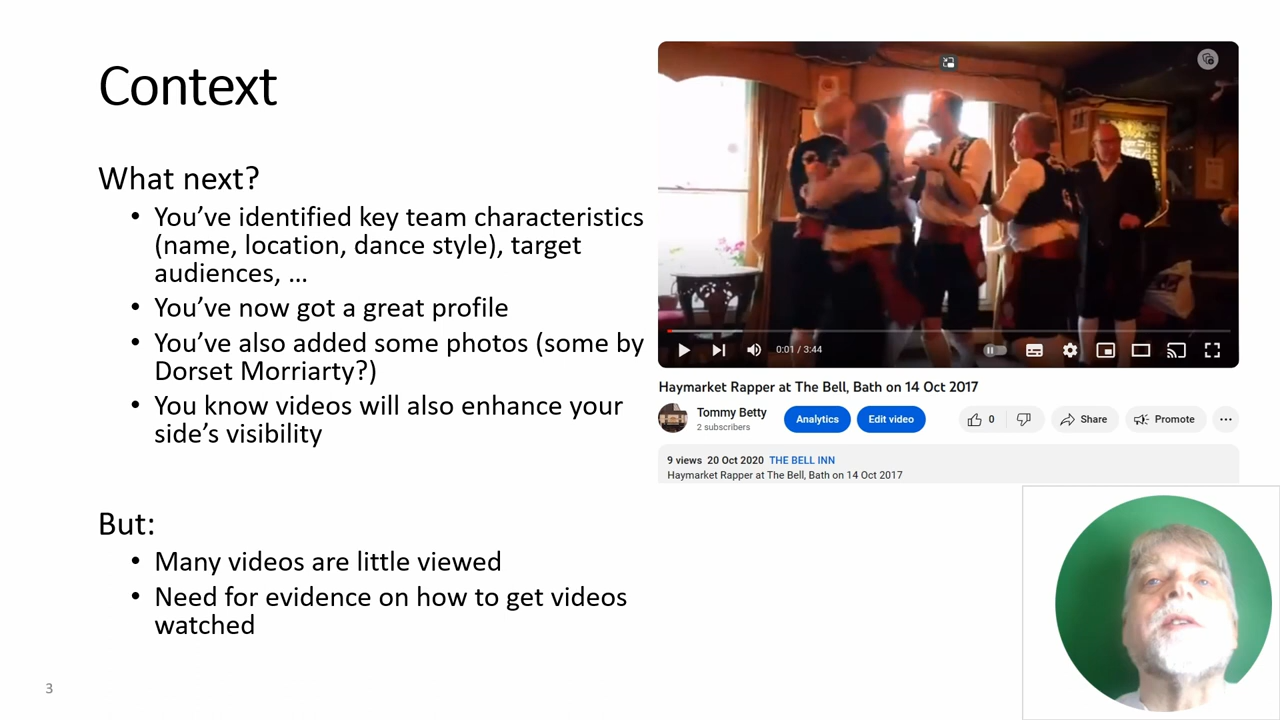 Context
What next?
• You’ve identified key team characteristics
(name, location, dance style), target
audiences, …
• You’ve now got a great profile
• You’ve also added some photos (some by
Dorset Morriarty?)
• You know videos will also enhance your
side’s visibility
But:
• Many videos are little viewed
• Need for evidence on how to get videos
watched
3
0:01 / 3:44
Haymarket Rapper at The Bell, Bath on 14 Oct 2017
Tommy Betty
2 subscribers
Analytics
Edit video
0
Share
Promote
9 views 20 Oct 2020 THE BELL INN
Haymarket Rapper at The Bell, Bath on 14 Oct 2017